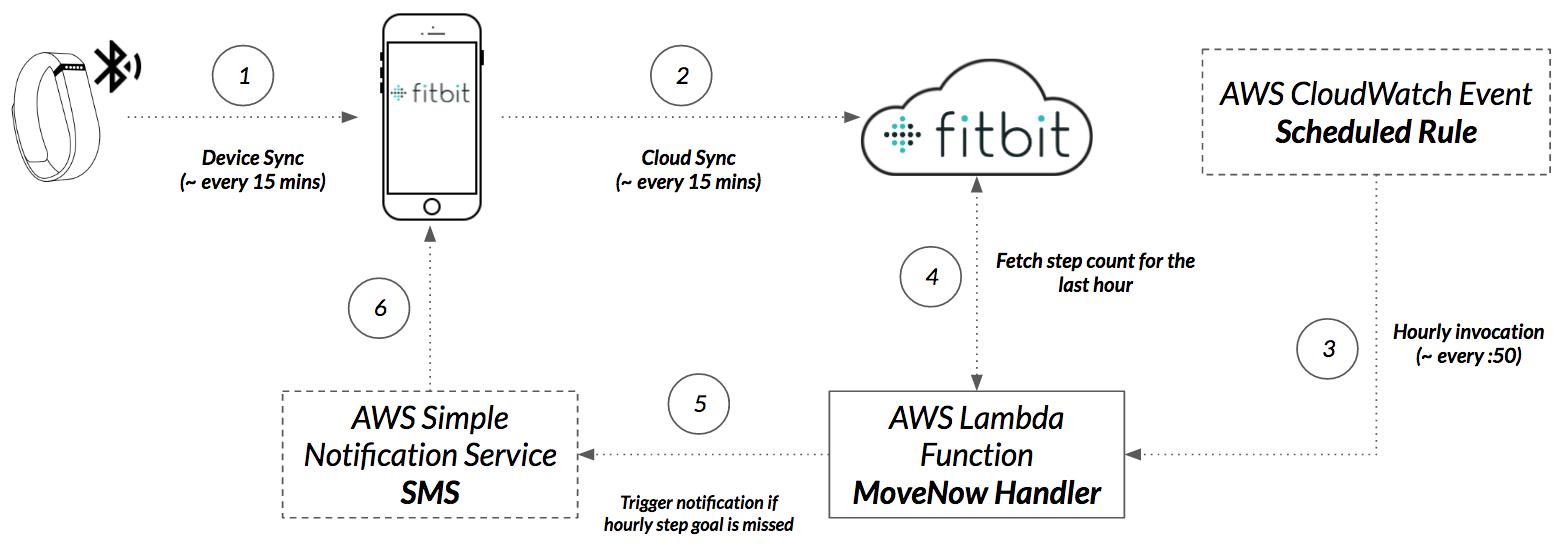 1
2
fitbit
fitbit
AWS CloudWatch Event
Scheduled Rule
Device Sync
(~ every 15 mins)
Cloud Sync
(~ every 15 mins)
4
Fetch step count for the
last hour
6
3
Hourly invocation
(~ every :50)
5
AWS Simple
Notification Service
SMS
AWS Lambda
Function
MoveNow Handler
Trigger notification if
hourly step goal is missed